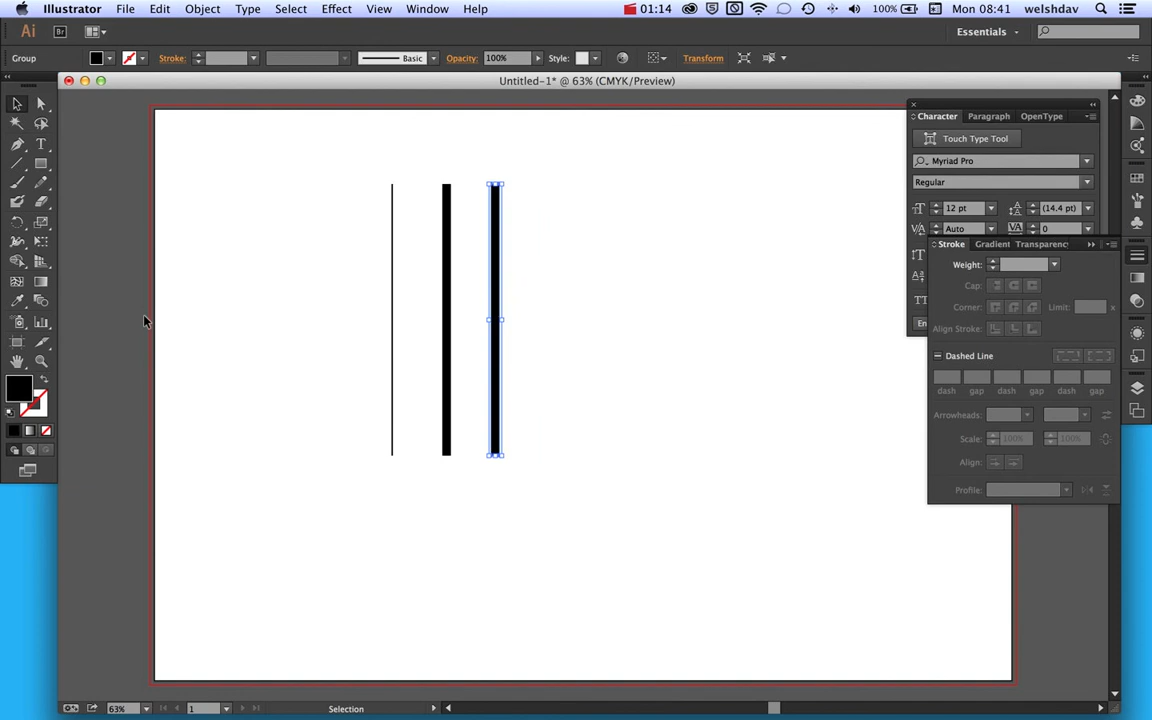 Illustrator File Edit Object Type Select Effect View Window Help 01:14 100% Mon 08:41 welshdav
Ai Br Essentials
Group Stroke: Basic Opacity: 100% Style: Transform
Untitled-1* @ 63% (CMYK/Preview)
Character Paragraph OpenType
Touch Type Tool
Myriad Pro
Regular
12 pt (14.4 pt)
Auto 0
Stroke Gradient Transparency
Weight:
Cap:
Corner: Limit: x
Align Stroke:
Dashed Line
dash gap dash gap dash gap
Arrowheads:
Scale: 100% 100%
Align:
Profile:
63% 1 Selection